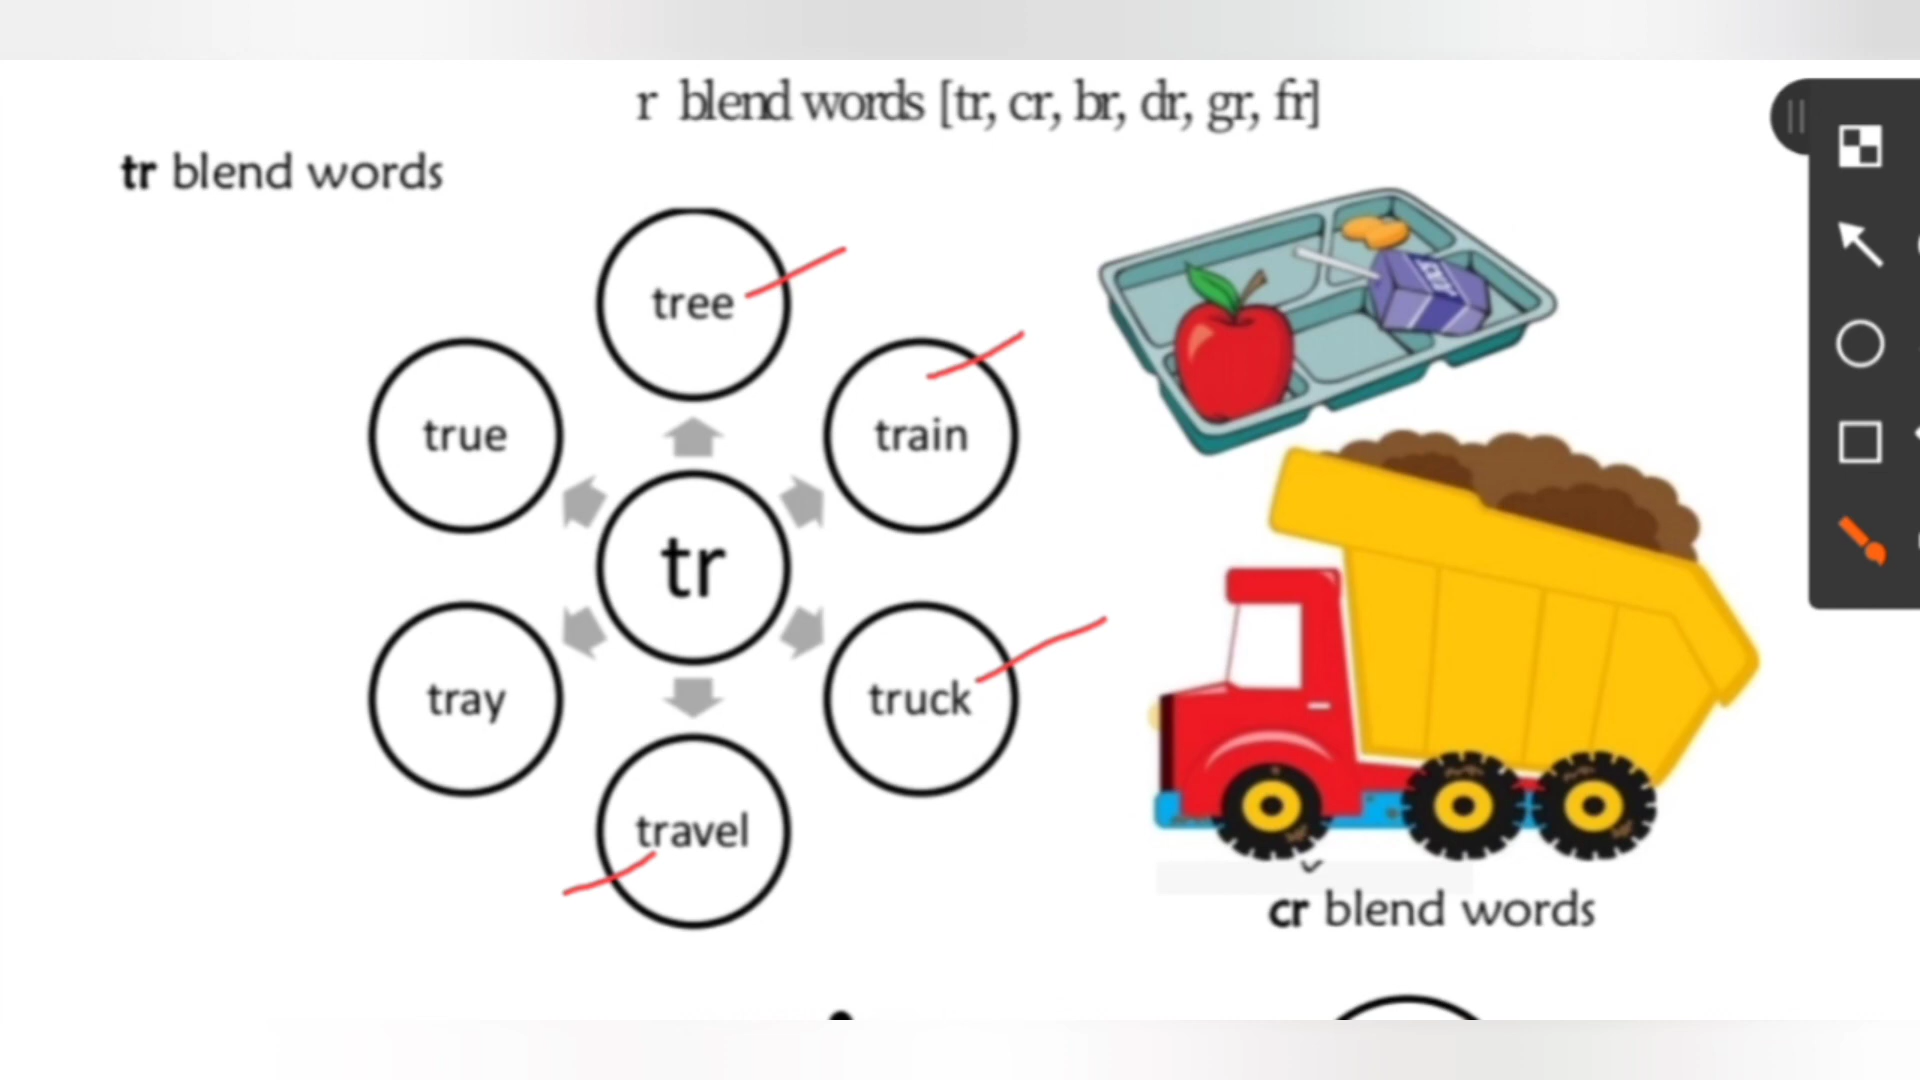 r blend words [tr, cr, br, dr, gr, fr]
tr blend words
tree
true
train
tr
tray
truck
travel
cr blend words